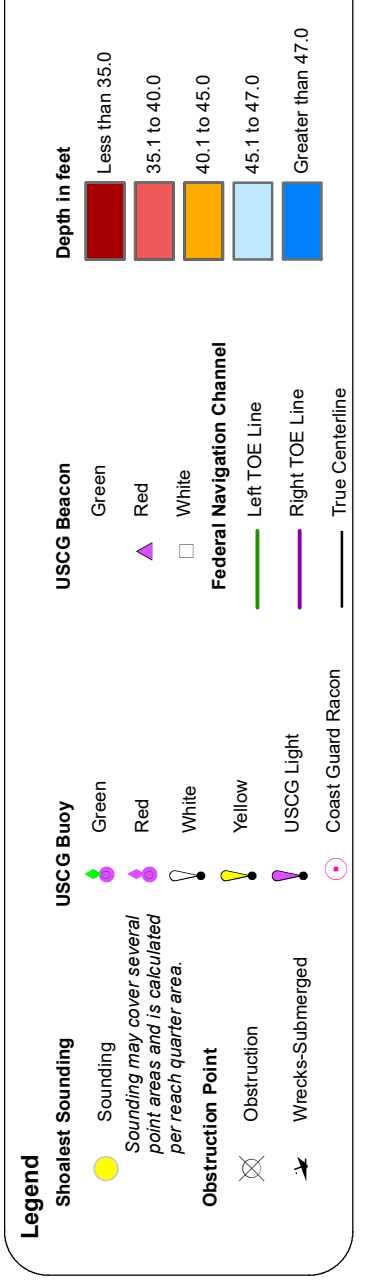 Legend
Shoalest Sounding
Sounding
Sounding may cover several
point areas and is calculated
per reach quarter area.
Obstruction Point
Obstruction
Wrecks-Submerged
USCG Buoy
Green
Red
White
Yellow
USCG Light
Coast Guard Racon
USCG Beacon
Green
Red
White
Federal Navigation Channel
Left TOE Line
Right TOE Line
True Centerline
Depth in feet
Less than 35.0
35.1 to 40.0
40.1 to 45.0
45.1 to 47.0
Greater than 47.0